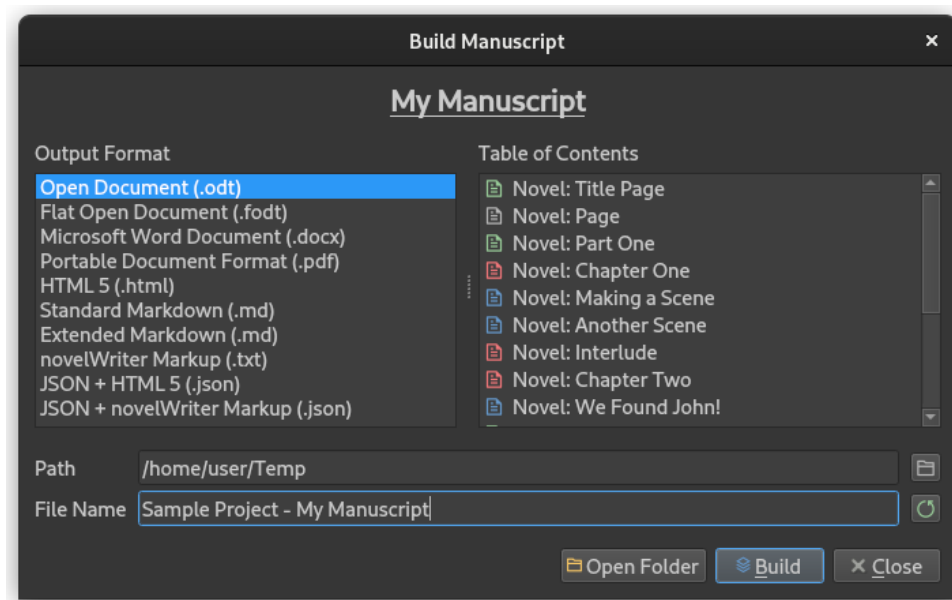 Build Manuscript
My Manuscript
Output Format
Open Document (.odt)
Flat Open Document (.fodt)
Microsoft Word Document (.docx)
Portable Document Format (.pdf)
HTML 5 (.html)
Standard Markdown (.md)
Extended Markdown (.md)
novelWriter Markup (.txt)
JSON + HTML 5 (.json)
JSON + novelWriter Markup (.json)
Table of Contents
Novel: Title Page
Novel: Page
Novel: Part One
Novel: Chapter One
Novel: Making a Scene
Novel: Another Scene
Novel: Interlude
Novel: Chapter Two
Novel: We Found John!
Path /home/user/Temp
File Name Sample Project - My Manuscript
Open Folder Build Close